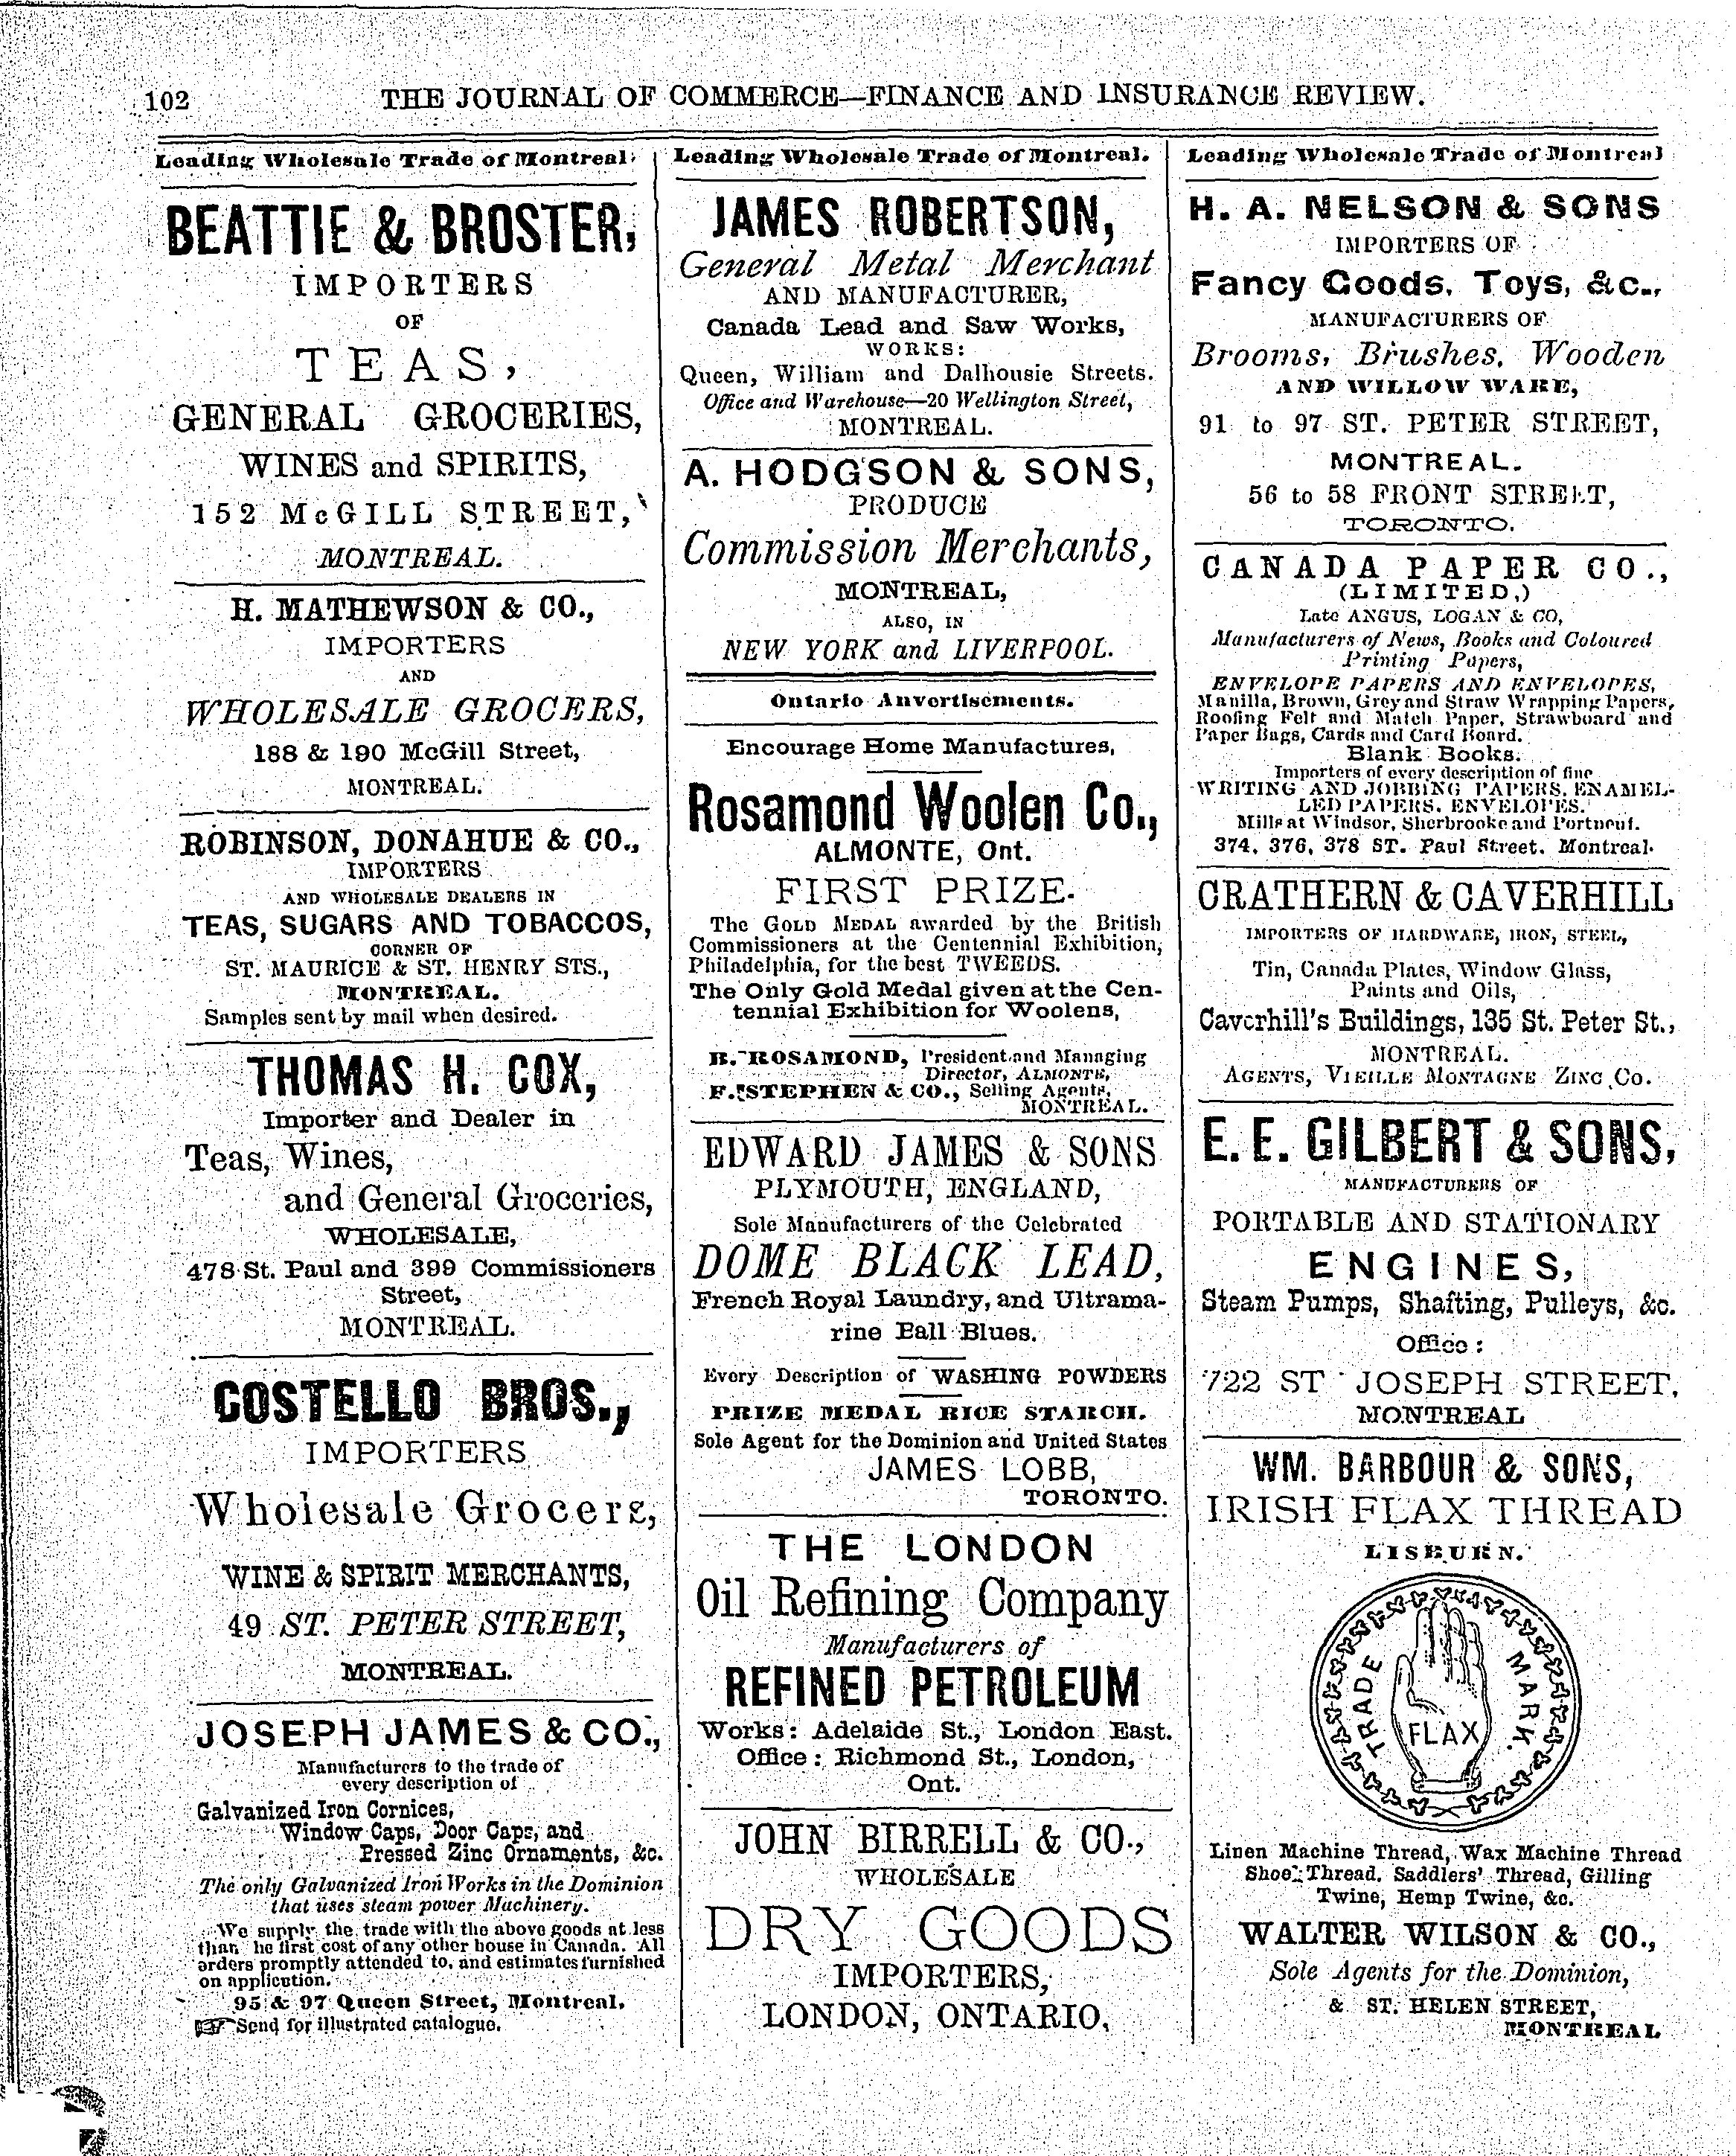 102
THE JOURNAL OF COMMERCE—FINANCE AND INSURANCE REVIEW.
Leading Wholesale Trade of Montreal.
BEATTIE & BROSTER,
IMPORTERS
OF
TEAS,
GENERAL GROCERIES,
WINES and SPIRITS,
152 McGILL STREET,
MONTREAL.
H. MATHEWSON & CO.,
IMPORTERS
AND
WHOLESALE GROCERS,
188 & 190 McGill Street,
MONTREAL.
ROBINSON, DONAHUE & CO.,
IMPORTERS
AND WHOLESALE DEALERS IN
TEAS, SUGARS AND TOBACCOS,
CORNER OF
ST. MAURICE & ST. HENRY STS.,
MONTREAL.
Samples sent by mail when desired.
THOMAS H. COX,
Importer and Dealer in
Teas, Wines,
and General Groceries,
WHOLESALE,
478 St. Paul and 399 Commissioners
Street,
MONTREAL.
COSTELLO BROS.,
IMPORTERS
Wholesale Grocers,
WINE & SPIRIT MERCHANTS,
49 ST. PETER STREET,
MONTREAL.
JOSEPH JAMES & CO.,
Manufacturers to the trade of
every description of
Galvanized Iron Cornices,
Window Caps, Door Caps, and
Pressed Zinc Ornaments, &c.
The only Galvanized Iron Works in the Dominion
that uses steam power Machinery.
We supply the trade with the above goods at less
than he first cost of any other house in Canada. All
orders promptly attended to, and estimates furnished
on application.
95 & 97 Queen Street, Montreal.
☞ Send for illustrated catalogue.
Leading Wholesale Trade of Montreal.
JAMES ROBERTSON,
General Metal Merchant
AND MANUFACTURER,
Canada Lead and Saw Works,
WORKS:
Queen, William and Dalhousie Streets.
Office and Warehouse—20 Wellington Street,
MONTREAL.
A. HODGSON & SONS,
PRODUCE
Commission Merchants,
MONTREAL,
ALSO, IN
NEW YORK and LIVERPOOL.
Ontario Anvertisements.
Encourage Home Manufactures,
Rosamond Woolen Co.,
ALMONTE, Ont.
FIRST PRIZE.
The GOLD MEDAL awarded by the British
Commissioners at the Centennial Exhibition,
Philadelphia, for the best TWEEDS.
The Only Gold Medal given at the Cen-
tennial Exhibition for Woolens,
B. ROSAMOND, President and Managing
Director, ALMONTE,
F. STEPHEN & CO., Selling Agents,
MONTREAL.
EDWARD JAMES & SONS
PLYMOUTH, ENGLAND,
Sole Manufacturers of the Celebrated
DOME BLACK LEAD,
French Royal Laundry, and Ultrama-
rine Ball Blues.
Every Description of WASHING POWDERS
PRIZE MEDAL RICE STARCH.
Sole Agent for the Dominion and United States
JAMES LOBB,
TORONTO.
THE LONDON
Oil Refining Company
Manufacturers of
REFINED PETROLEUM
Works: Adelaide St., London East.
Office: Richmond St., London,
Ont.
JOHN BIRRELL & CO.,
WHOLESALE
DRY GOODS
IMPORTERS,
LONDON, ONTARIO.
Leading Wholesale Trade of Montreal
H. A. NELSON & SONS
IMPORTERS OF
Fancy Goods, Toys, &c.,
MANUFACTURERS OF
Brooms, Brushes, Wooden
AND WILLOW WARE,
91 to 97 ST. PETER STREET,
MONTREAL.
56 to 58 FRONT STREET,
TORONTO.
CANADA PAPER CO.,
(LIMITED,)
Late ANGUS, LOGAN & CO,
Manufacturers of News, Books and Coloured
Printing Papers,
ENVELOPE PAPERS AND ENVELOPES,
Manilla, Brown, Grey and Straw Wrapping Papers,
Roofing Felt and Match Paper, Strawboard and
Paper Bags, Cards and Card Board.
Blank Books.
Importers of every description of fine
WRITING AND JOBBING PAPERS, ENAMEL-
LED PAPERS. ENVELOPES.
Mills at Windsor, Sherbrooke and Portneuf.
374, 376, 378 ST. Paul Street. Montreal.
CRATHERN & CAVERHILL
IMPORTERS OF HARDWARE, IRON, STEEL,
Tin, Canada Plates, Window Glass,
Paints and Oils,
Caverhill's Buildings, 135 St. Peter St.,
MONTREAL.
AGENTS, VIEILLE MONTAGNE ZINC Co.
E. E. GILBERT & SONS,
MANUFACTURERS OF
PORTABLE AND STATIONARY
ENGINES,
Steam Pumps, Shafting, Pulleys, &c.
Office:
722 ST JOSEPH STREET,
MONTREAL
WM. BARBOUR & SONS,
IRISH FLAX THREAD
LISBURN.
TRADE MARK.
FLAX
Linen Machine Thread, Wax Machine Thread
Shoe Thread. Saddlers' Thread, Gilling
Twine, Hemp Twine, &c.
WALTER WILSON & CO.,
Sole Agents for the Dominion,
& ST. HELEN STREET,
MONTREAL